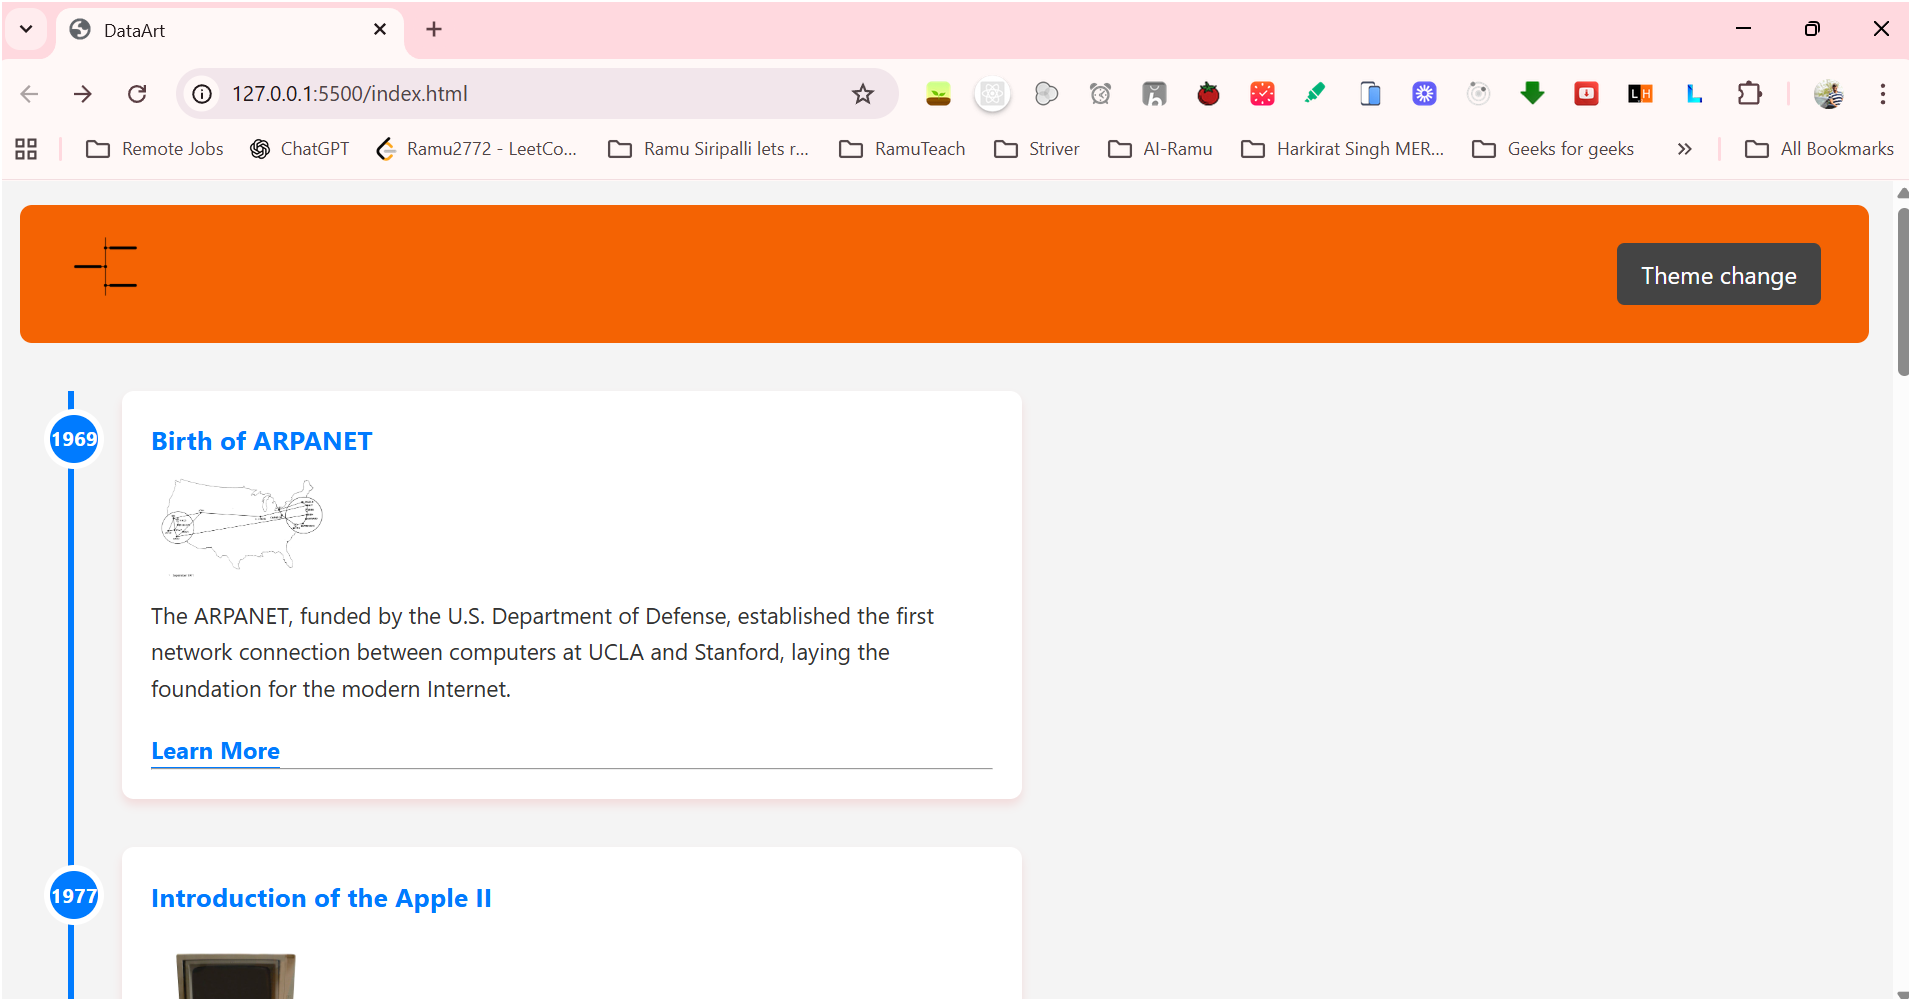 DataArt
127.0.0.1:5500/index.html
Remote Jobs
ChatGPT
Ramu2772 - LeetCo...
Ramu Siripalli lets r...
RamuTeach
Striver
AI-Ramu
Harkirat Singh MER...
Geeks for geeks
All Bookmarks
Theme change
1969
Birth of ARPANET
The ARPANET, funded by the U.S. Department of Defense, established the first
network connection between computers at UCLA and Stanford, laying the
foundation for the modern Internet.
Learn More
1977
Introduction of the Apple II